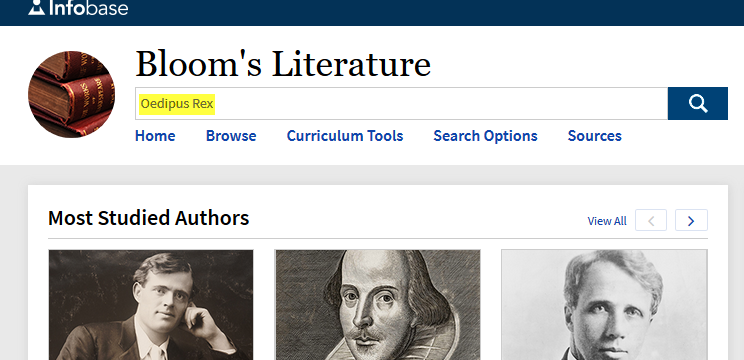 Infobase
Bloom's Literature
Oedipus Rex
Home Browse Curriculum Tools Search Options Sources
Most Studied Authors View All